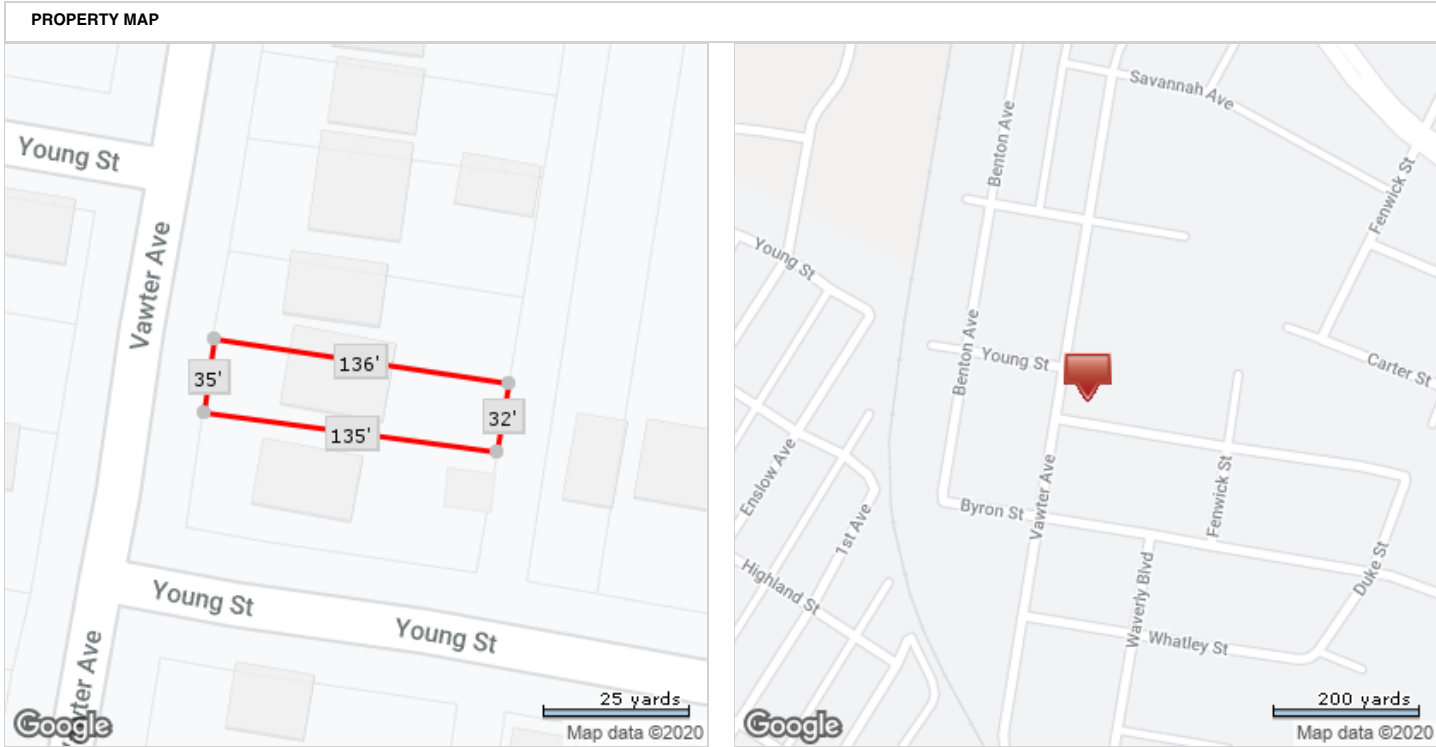 PROPERTY MAP
Young St
Vawter Ave
136'
35'
32'
135'
Young St
Young St
Vawter Ave
25 yards
Google
Map data ©2020
Savannah Ave
Benton Ave
Fenwick St
Young St
Benton Ave
Young St
Carter St
Enslow Ave
Vawter Ave
Fenwick St
Byron St
1st Ave
Highland St
Duke St
Waverly Blvd
Whatley St
200 yards
Google
Map data ©2020